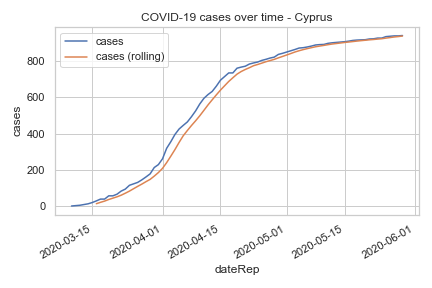 COVID-19 cases over time - Cyprus
cases
cases (rolling)
800
600
400
200
0
cases
2020-03-15
2020-04-01
2020-04-15
2020-05-01
2020-05-15
2020-06-01
dateRep